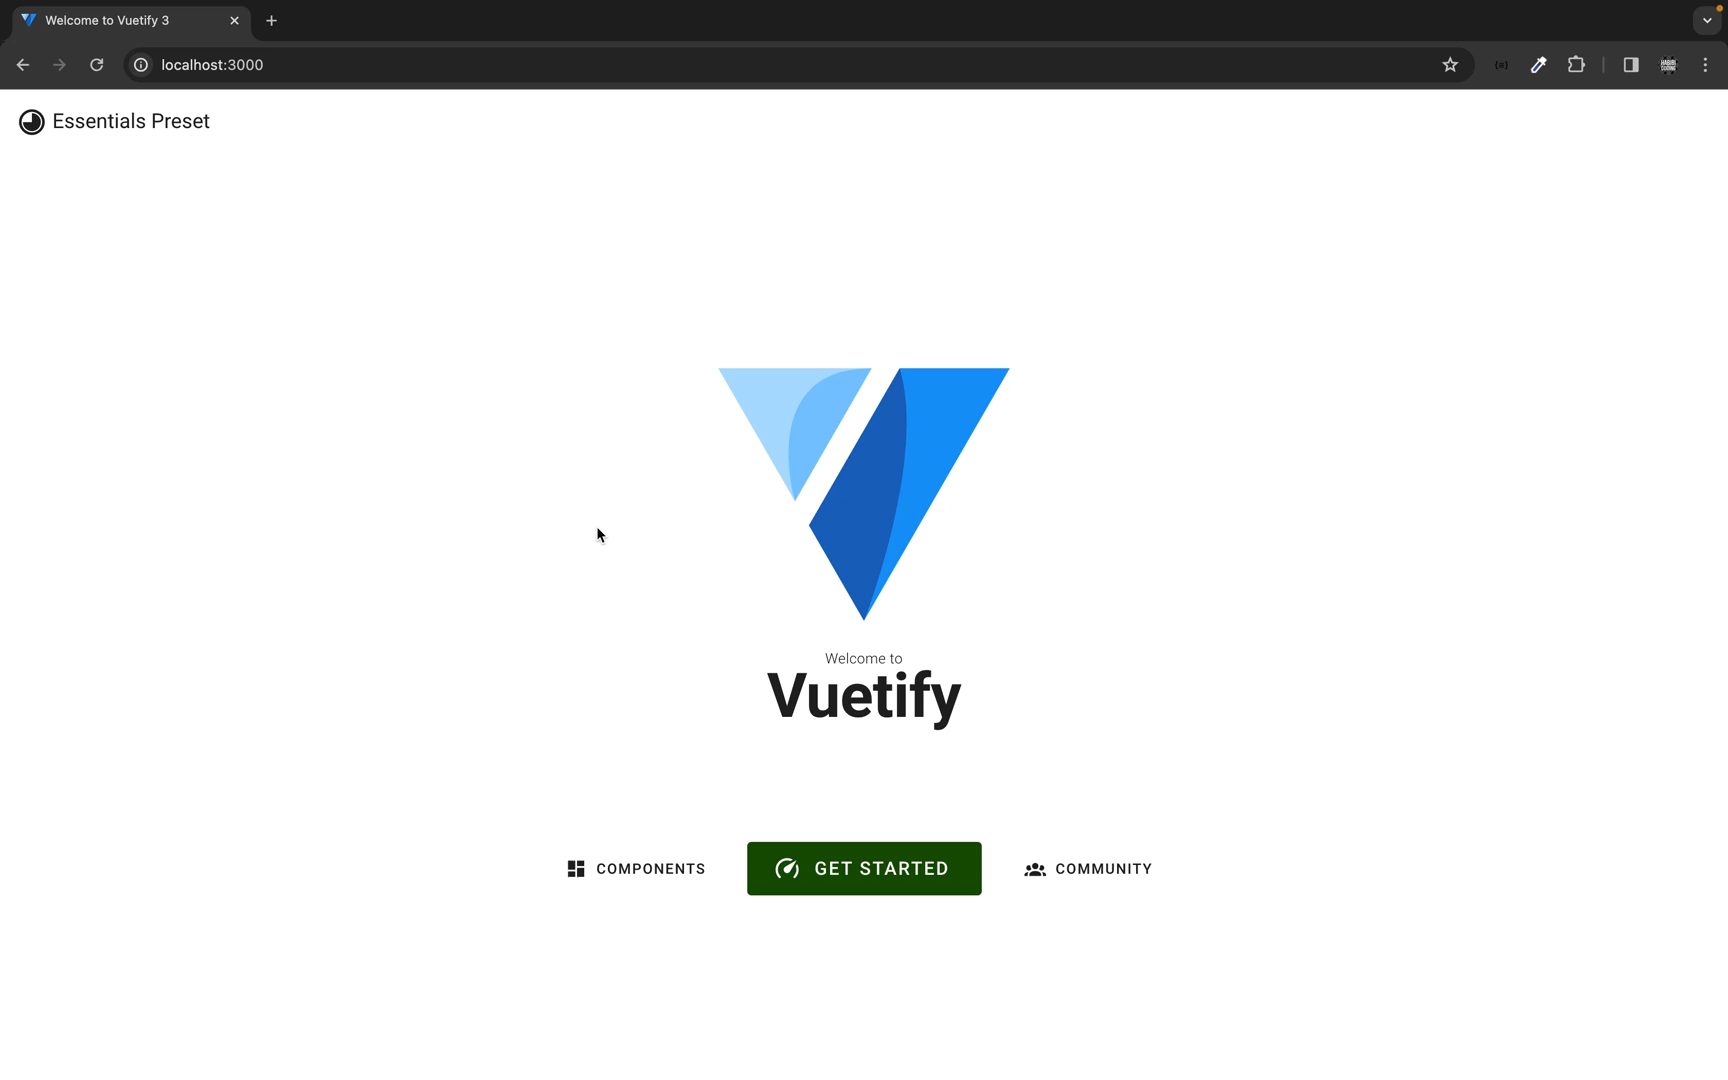 Welcome to Vuetify 3
localhost:3000
Essentials Preset
Welcome to
Vuetify
COMPONENTS
GET STARTED
COMMUNITY